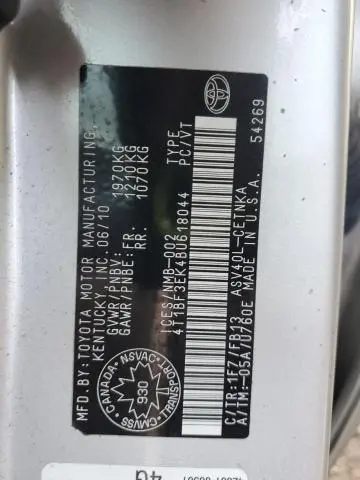 MFD.BY:TOYOTA MOTOR MANUFACTURING,
KENTUCKY, INC. 06/10
GVWR/PNBV: 1970KG
GAWR/PNBE:FR. 1210KG
RR. 1070KG
CANADA NSVAC
980
CMVSS TRANSPORT
ICES/NMB-002
4T1BF3EK4BU618044
TYPE
PC/VT
C/TR:1F7/FB13 ASV40L-CETNKA
A/TM:-05A/U760E MADE IN U.S.A.
54269
4U